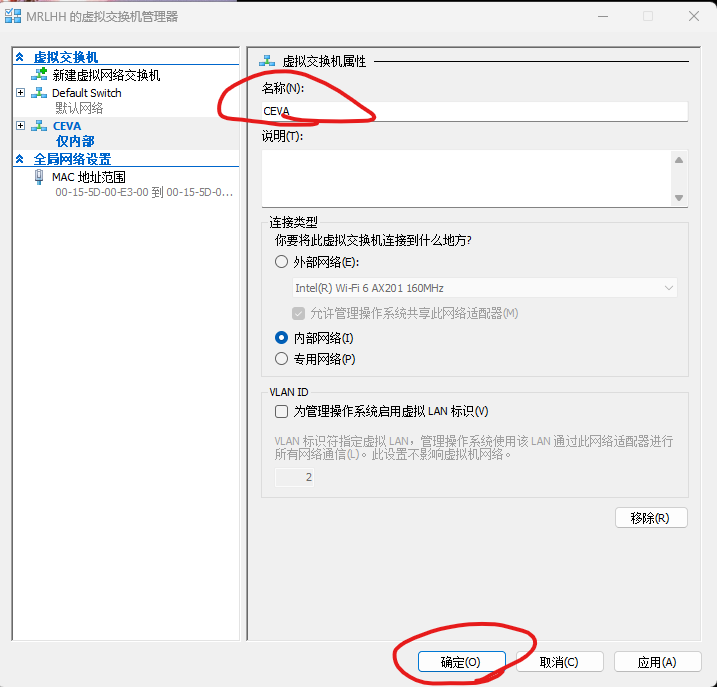 MRLHH 的虚拟交换机管理器
虚拟交换机
新建虚拟网络交换机
Default Switch
默认网络
CEVA
仅内部
全局网络设置
MAC 地址范围
00-15-5D-00-E3-00 到 00-15-5D-0...
虚拟交换机属性
名称(N):
CEVA
说明(T):
连接类型
你要将此虚拟交换机连接到什么地方?
外部网络(E):
Intel(R) Wi-Fi 6 AX201 160MHz
允许管理操作系统共享此网络适配器(M)
内部网络(I)
专用网络(P)
VLAN ID
为管理操作系统启用虚拟 LAN 标识(V)
VLAN 标识符指定虚拟 LAN，管理操作系统使用该 LAN 通过此网络适配器进行
所有网络通信(L)。此设置不影响虚拟机网络。
2
移除(R)
确定(O) 取消(C) 应用(A)